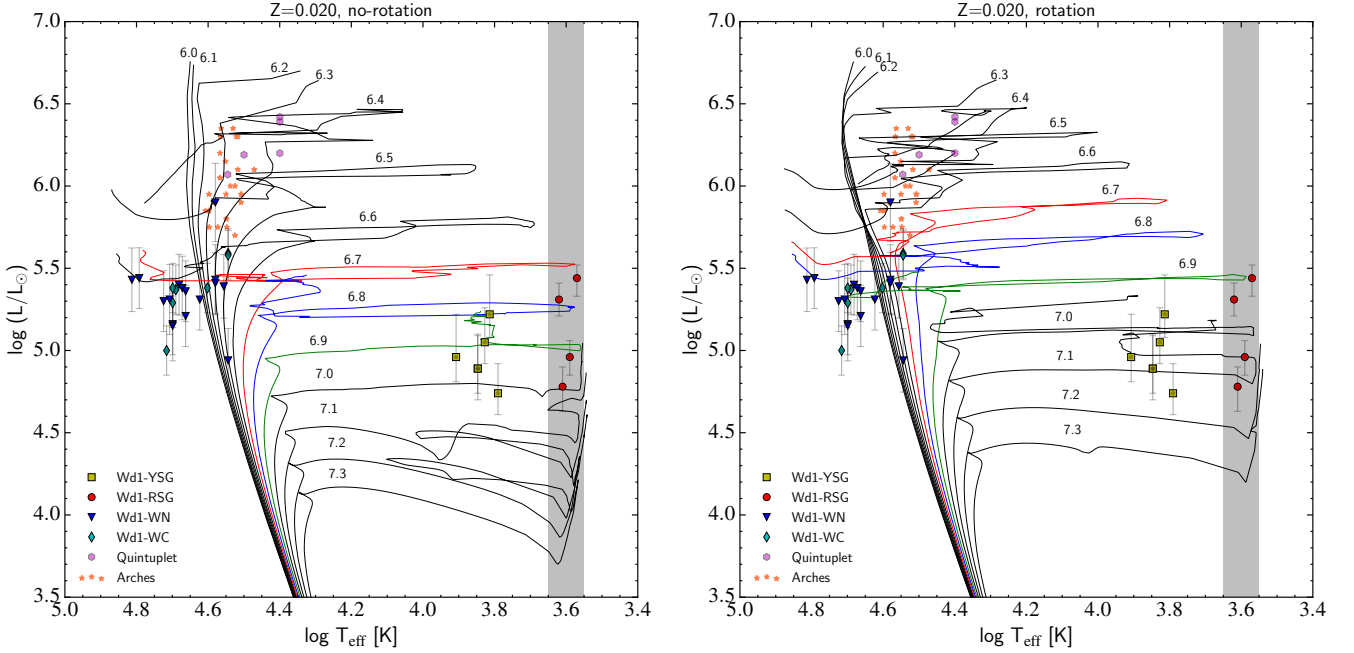 Z=0.020, no-rotation
7.0
6.5
6.0
5.5
5.0
4.5
4.0
3.5
log (L/L⊙)
6.0
6.1
6.2
6.3
6.4
6.5
6.6
6.7
6.8
6.9
7.0
7.1
7.2
7.3
Wd1-YSG
Wd1-RSG
Wd1-WN
Wd1-WC
Quintuplet
Arches
5.0 4.8 4.6 4.4 4.2 4.0 3.8 3.6 3.4
log Teff [K]
Z=0.020, rotation
7.0
6.5
6.0
5.5
5.0
4.5
4.0
3.5
log (L/L⊙)
6.0
6.1
6.2
6.3
6.4
6.5
6.6
6.7
6.8
6.9
7.0
7.1
7.2
7.3
Wd1-YSG
Wd1-RSG
Wd1-WN
Wd1-WC
Quintuplet
Arches
5.0 4.8 4.6 4.4 4.2 4.0 3.8 3.6 3.4
log Teff [K]